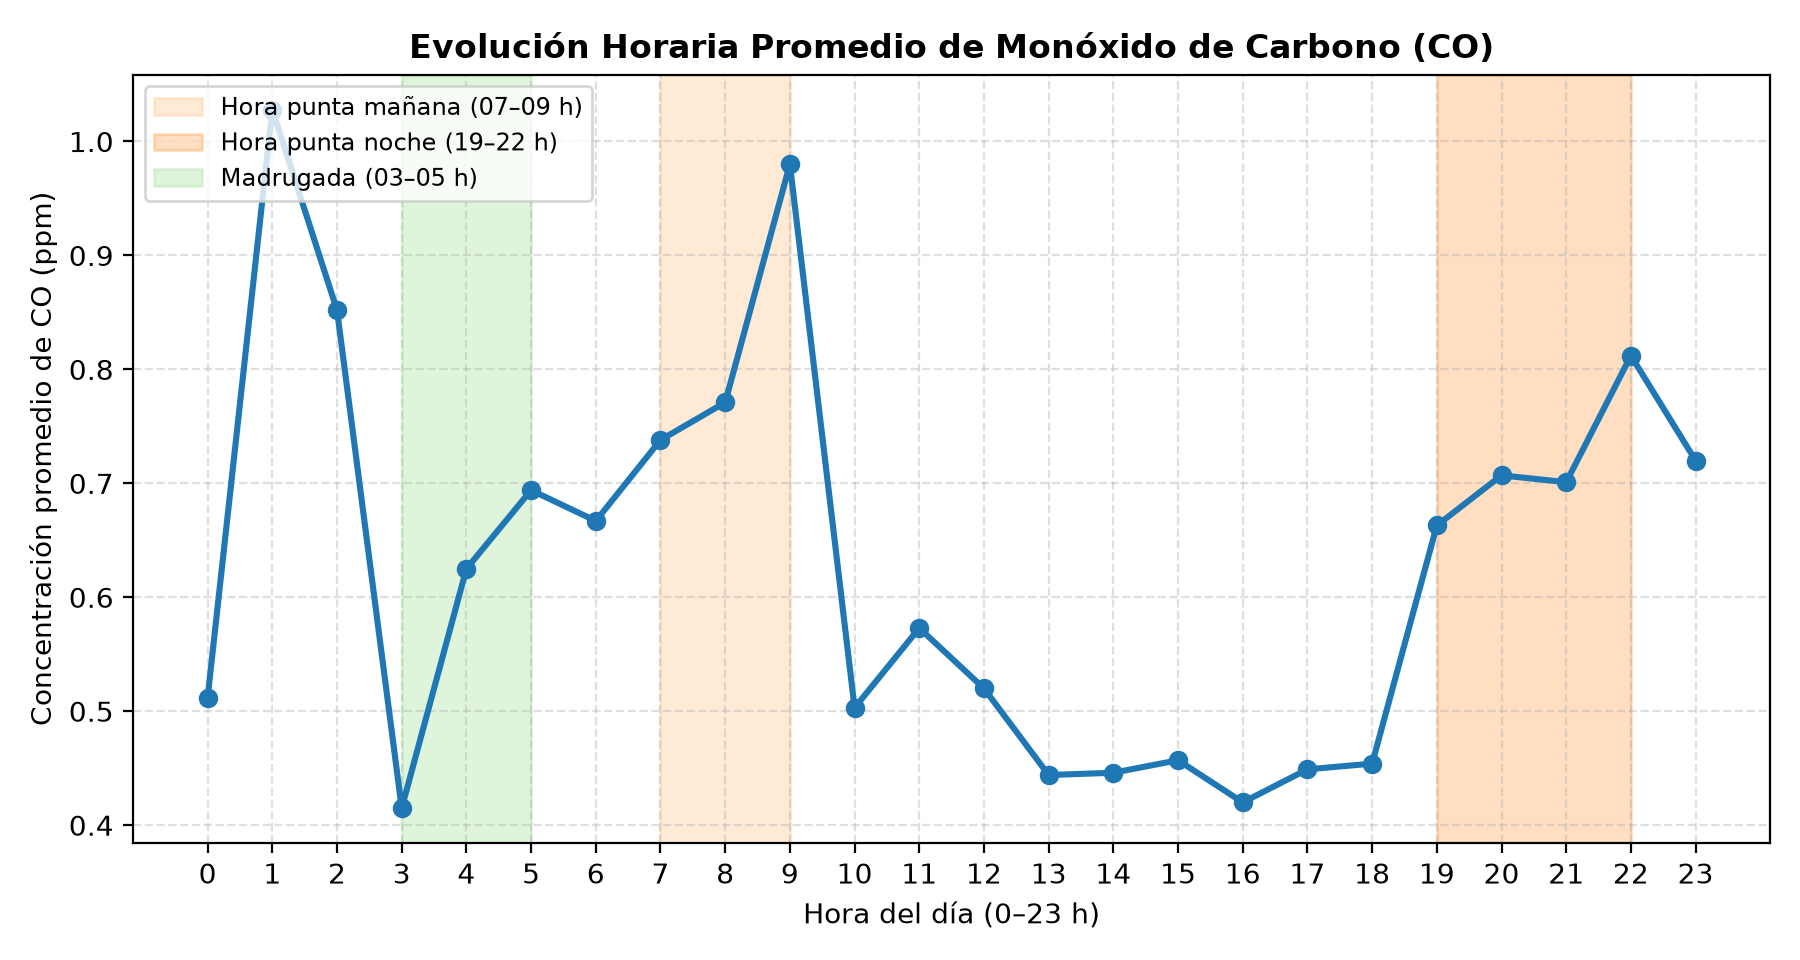 Evolución Horaria Promedio de Monóxido de Carbono (CO)
Hora punta mañana (07–09 h)
Hora punta noche (19–22 h)
Madrugada (03–05 h)
Concentración promedio de CO (ppm)
1.0
0.9
0.8
0.7
0.6
0.5
0.4
0 1 2 3 4 5 6 7 8 9 10 11 12 13 14 15 16 17 18 19 20 21 22 23
Hora del día (0–23 h)